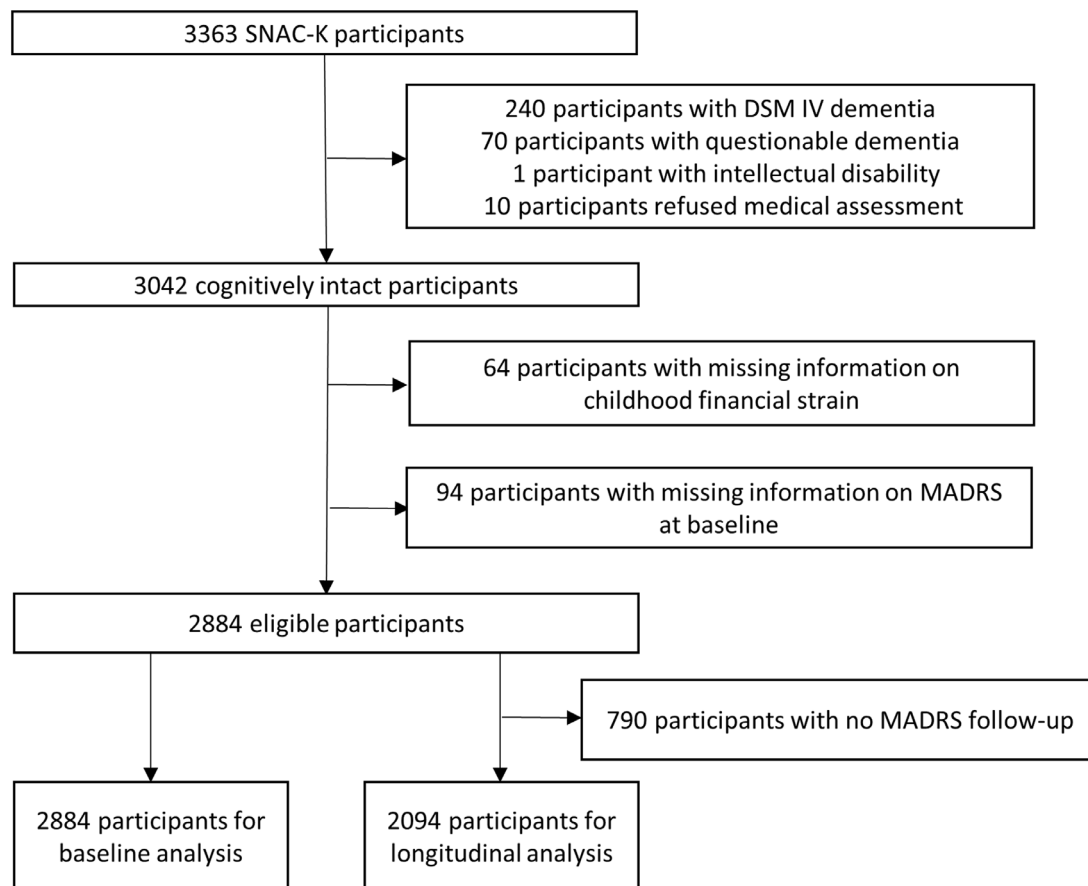 3363 SNAC-K participants
240 participants with DSM IV dementia
70 participants with questionable dementia
1 participant with intellectual disability
10 participants refused medical assessment
3042 cognitively intact participants
64 participants with missing information on
childhood financial strain
94 participants with missing information on MADRS
at baseline
2884 eligible participants
790 participants with no MADRS follow-up
2884 participants for
baseline analysis
2094 participants for
longitudinal analysis